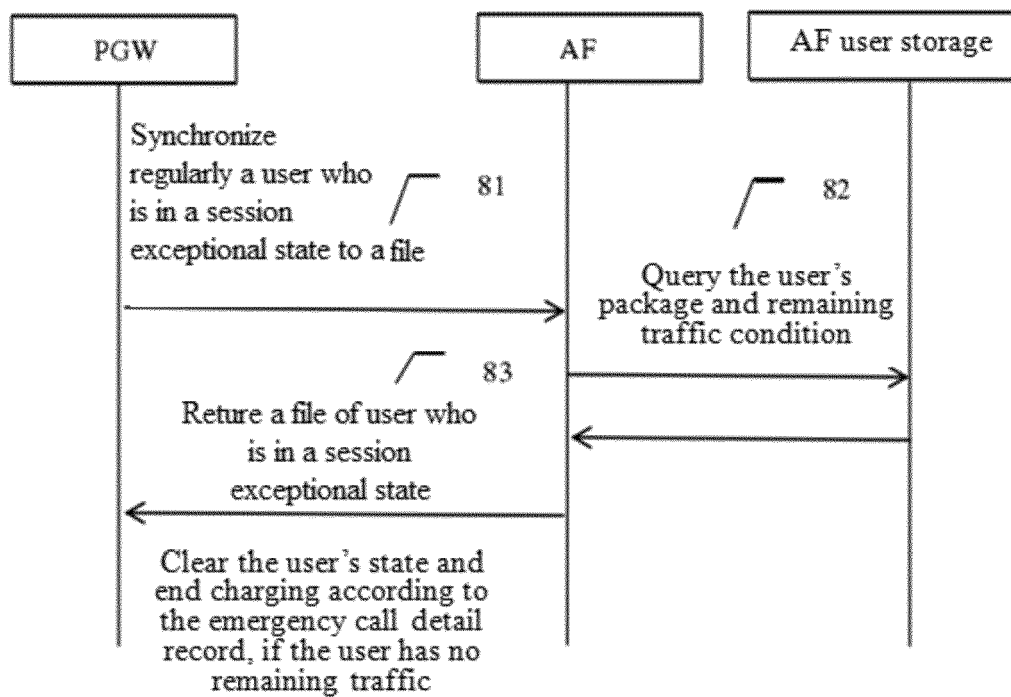 PGW
AF
AF user storage
Synchronize
regularly a user who
is in a session
exceptional state to a file
81
82
Query the user's
package and remaining
traffic condition
83
Reture a file of user who
is in a session
exceptional state
Clear the user's state and
end charging according to
the emergency call detail
record, if the user has no
remaining traffic